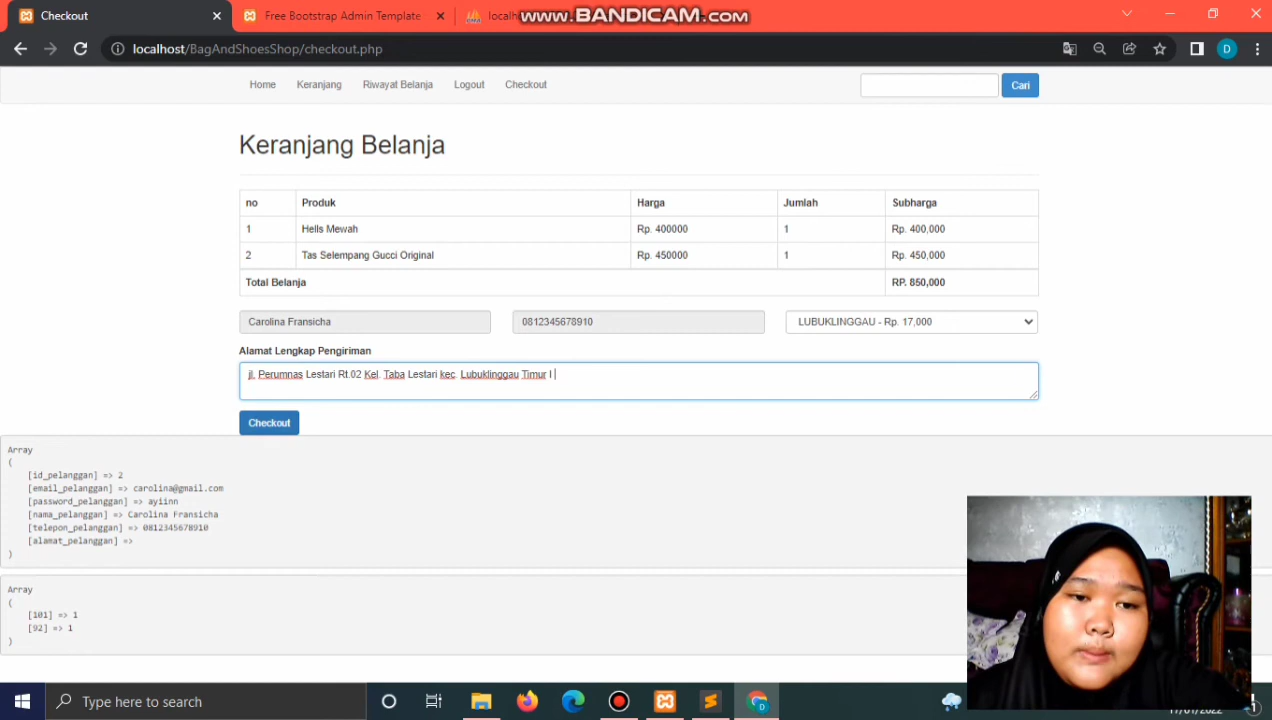 Checkout
Free Bootstrap Admin Template
www.BANDICAM.com
localhost/BagAndShoesShop/checkout.php
D
Home Keranjang Riwayat Belanja Logout Checkout Cari
Keranjang Belanja
no Produk Harga Jumlah Subharga
1 Hells Mewah Rp. 400000 1 Rp. 400,000
2 Tas Selempang Gucci Original Rp. 450000 1 Rp. 450,000
Total Belanja RP. 850,000
Carolina Fransicha 0812345678910 LUBUKLINGGAU - Rp. 17,000
Alamat Lengkap Pengiriman
jl. Perumnas Lestari Rt.02 Kel. Taba Lestari kec. Lubuklinggau Timur I
Checkout
Array
(
[id_pelanggan] => 2
[email_pelanggan] => carolina@gmail.com
[password_pelanggan] => ayiinn
[nama_pelanggan] => Carolina Fransicha
[telepon_pelanggan] => 0812345678910
[alamat_pelanggan] =>
)
Array
(
[101] => 1
[92] => 1
)
Type here to search